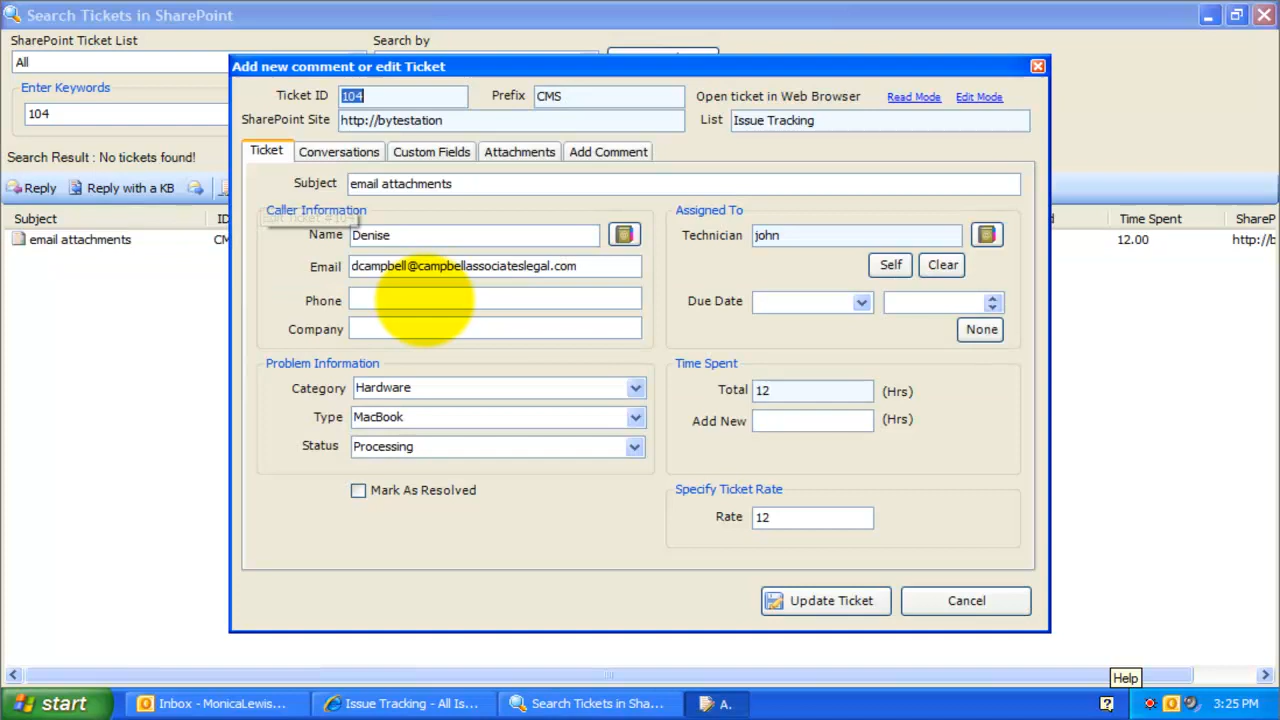 Search Tickets in SharePoint
SharePoint Ticket List
Search by
All
Enter Keywords
104
Search Result : No tickets found!
Reply
Reply with a KB
Subject
Time Spent
email attachments
12.00
Add new comment or edit Ticket
Ticket ID 104 Prefix CMS Open ticket in Web Browser Read Mode Edit Mode
SharePoint Site http://bytestation List Issue Tracking
Ticket Conversations Custom Fields Attachments Add Comment
Subject email attachments
Caller Information
Name Denise
Email dcampbell@campbellassociateslegal.com
Phone
Company
Assigned To
Technician john
Self Clear
Due Date
None
Problem Information
Category Hardware
Type MacBook
Status Processing
Mark As Resolved
Time Spent
Total 12 (Hrs)
Add New (Hrs)
Specify Ticket Rate
Rate 12
Update Ticket Cancel
Help
start Inbox - MonicaLewis... Issue Tracking - All Is... Search Tickets in Sha... A. 3:25 PM